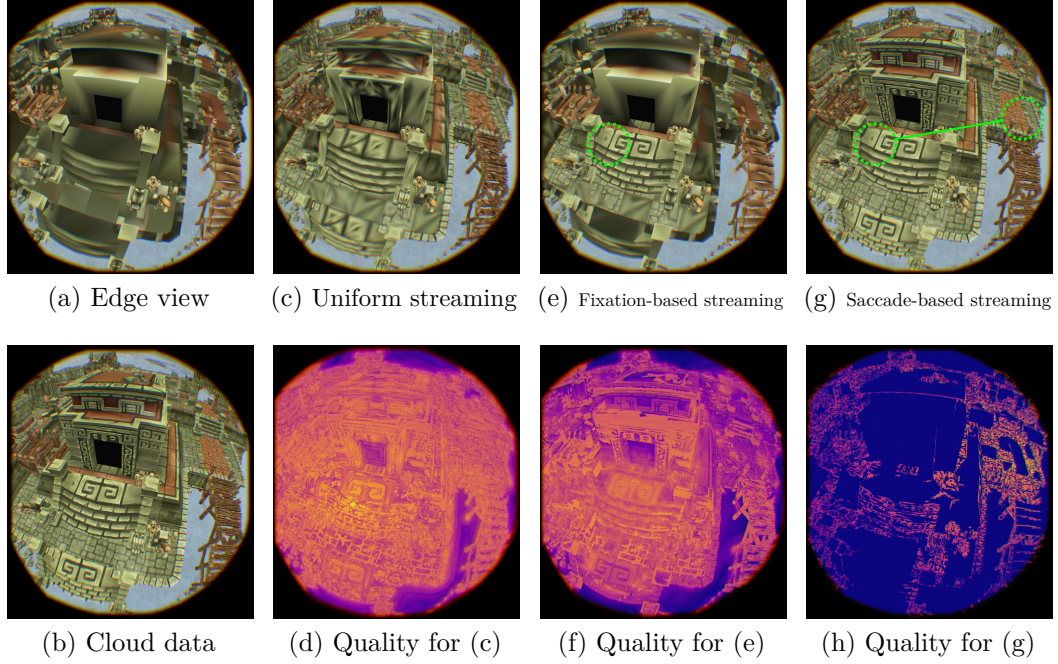 (a) Edge view
(c) Uniform streaming
(e) Fixation-based streaming
(g) Saccade-based streaming
(b) Cloud data
(d) Quality for (c)
(f) Quality for (e)
(h) Quality for (g)